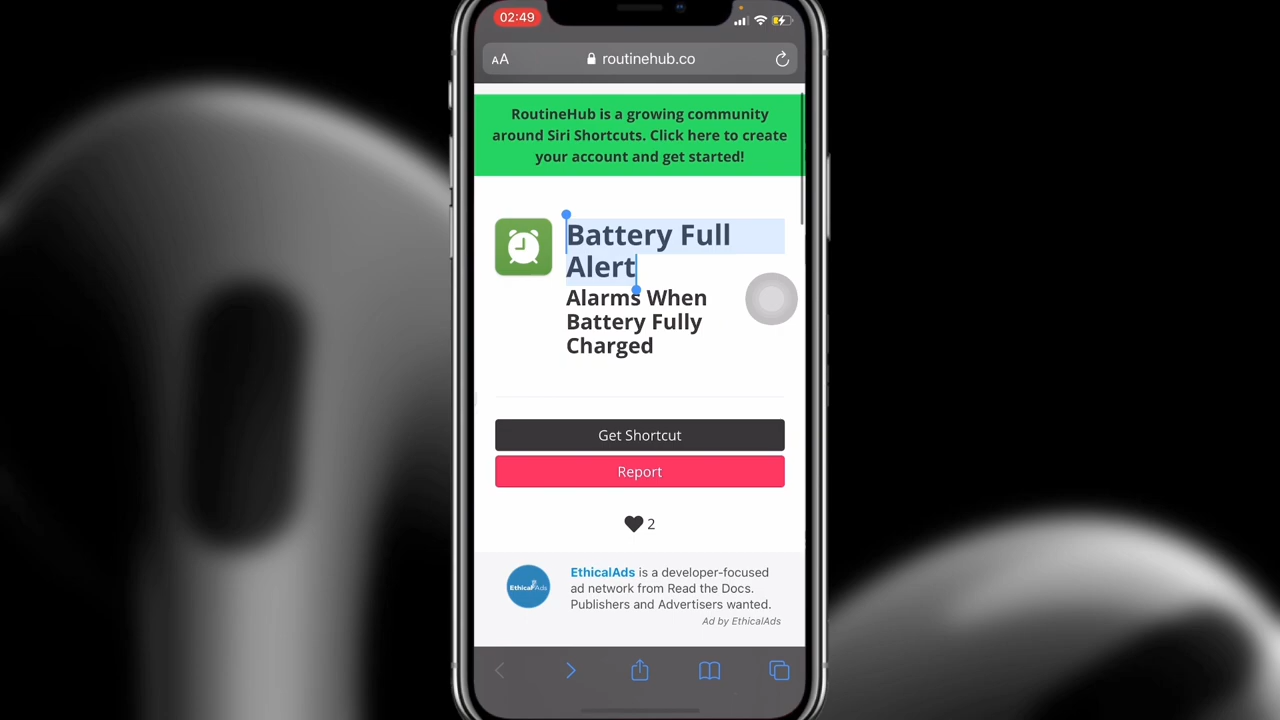 02:49
AA routinehub.co
RoutineHub is a growing community
around Siri Shortcuts. Click here to create
your account and get started!
Battery Full
Alert
Alarms When
Battery Fully
Charged
Get Shortcut
Report
2
EthicalAds is a developer-focused
ad network from Read the Docs.
Publishers and Advertisers wanted.
Ad by EthicalAds
EthicalAds